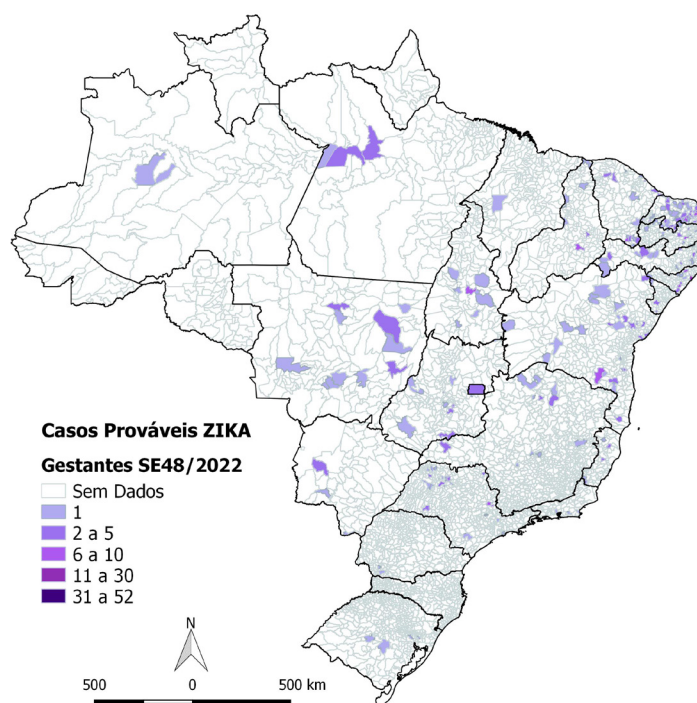 Casos Prováveis ZIKA
Gestantes SE48/2022
Sem Dados
1
2 a 5
6 a 10
11 a 30
31 a 52
N
500 0 500 km